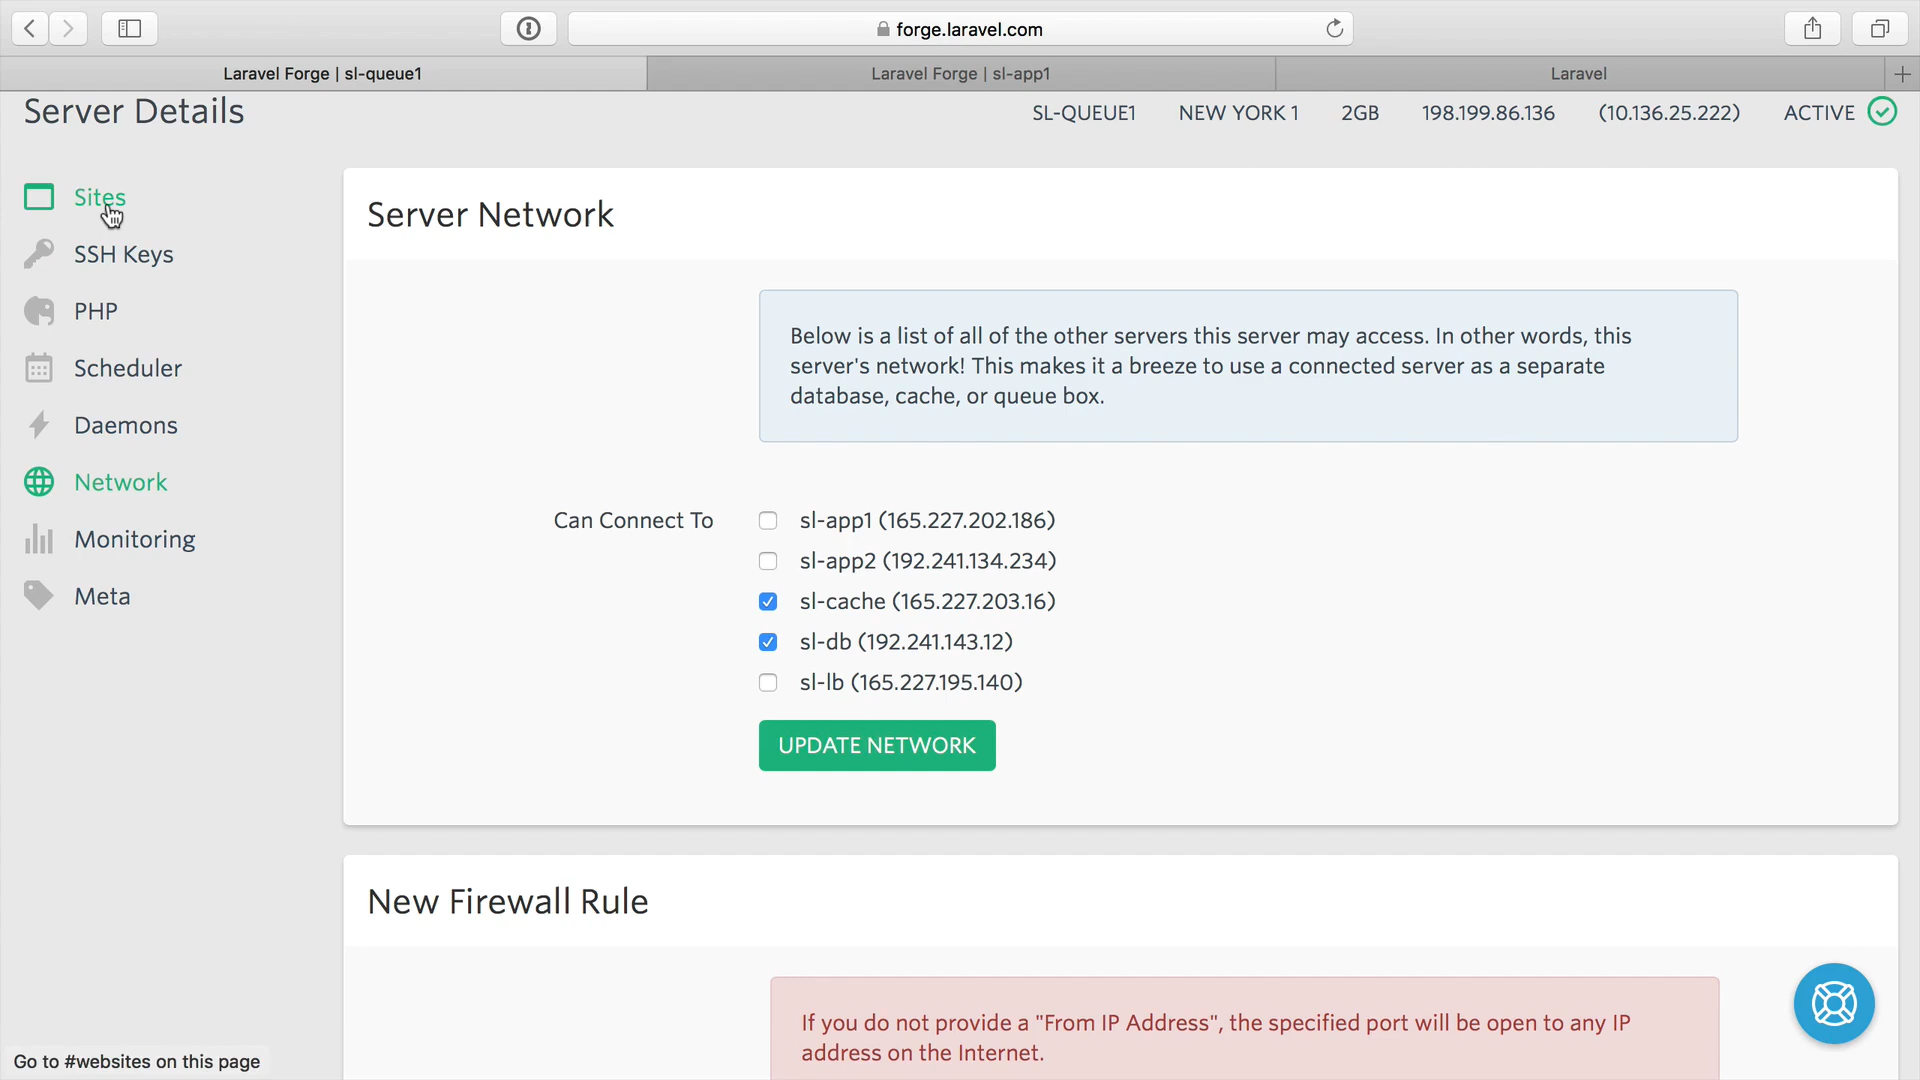 forge.laravel.com
Laravel Forge | sl-queue1
Laravel Forge | sl-app1
Laravel
Server Details
SL-QUEUE1
NEW YORK 1
2GB
198.199.86.136
(10.136.25.222)
ACTIVE
Sites
SSH Keys
PHP
Scheduler
Daemons
Network
Monitoring
Meta
Server Network
Below is a list of all of the other servers this server may access. In other words, this
server's network! This makes it a breeze to use a connected server as a separate
database, cache, or queue box.
Can Connect To
sl-app1 (165.227.202.186)
sl-app2 (192.241.134.234)
sl-cache (165.227.203.16)
sl-db (192.241.143.12)
sl-lb (165.227.195.140)
UPDATE NETWORK
New Firewall Rule
If you do not provide a "From IP Address", the specified port will be open to any IP
address on the Internet.
Go to #websites on this page